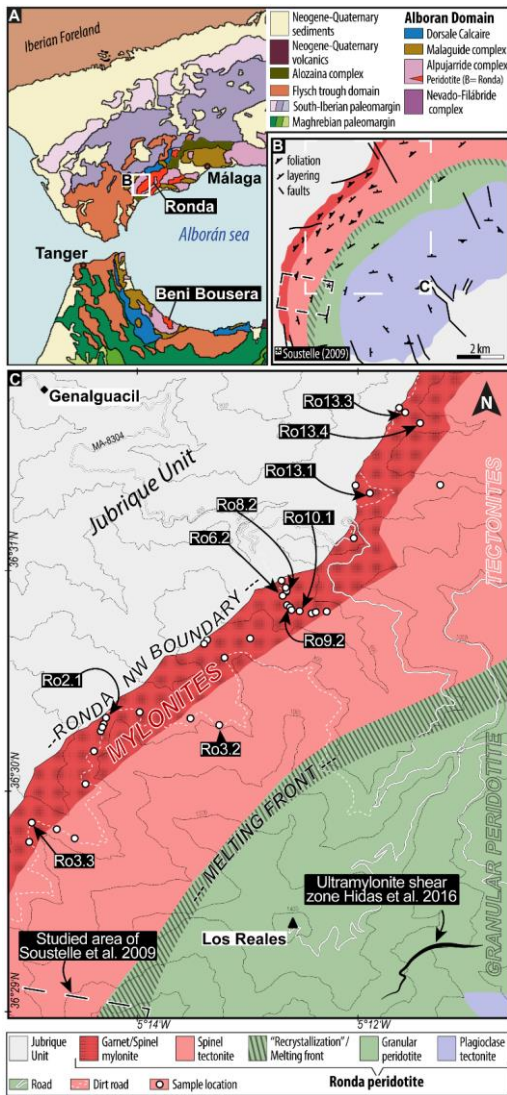 A
Iberian Foreland
B
Málaga
Ronda
Alborán sea
Tanger
Beni Bousera
Neogene-Quaternary
sediments
Neogene-Quaternary
volcanics
Alozaina complex
Flysch trough domain
South-Iberian paleomargin
Maghrebian paleomargin
Alboran Domain
Dorsale Calcaire
Malaguide complex
Alpujarride complex
Peridotite (B= Ronda)
Nevado-Filábride
complex
B
foliation
layering
faults
C
Soustelle (2009)
2 km
C
Genalguacil
MA-8304
Jubrique Unit
N
Ro13.3
Ro13.4
Ro13.1
Ro8.2
Ro10.1
Ro6.2
Ro9.2
Ro2.1
Ro3.2
Ro3.3
36°31'N
36°30'N
36°29'N
---RONDA NW BOUNDARY---
MYLONITES
TECTONITES
--- MELTING FRONT ---
GRANULAR PERIDOTITE
Ultramylonite shear
zone Hidas et al. 2016
Los Reales
Studied area of
Soustelle et al. 2009
5°14'W
5°12'W
Jubrique
Unit
Garnet/Spinel
mylonite
Spinel
tectonite
"Recrystallization"/
Melting front
Granular
peridotite
Plagioclase
tectonite
Road
Dirt road
Sample location
Ronda peridotite